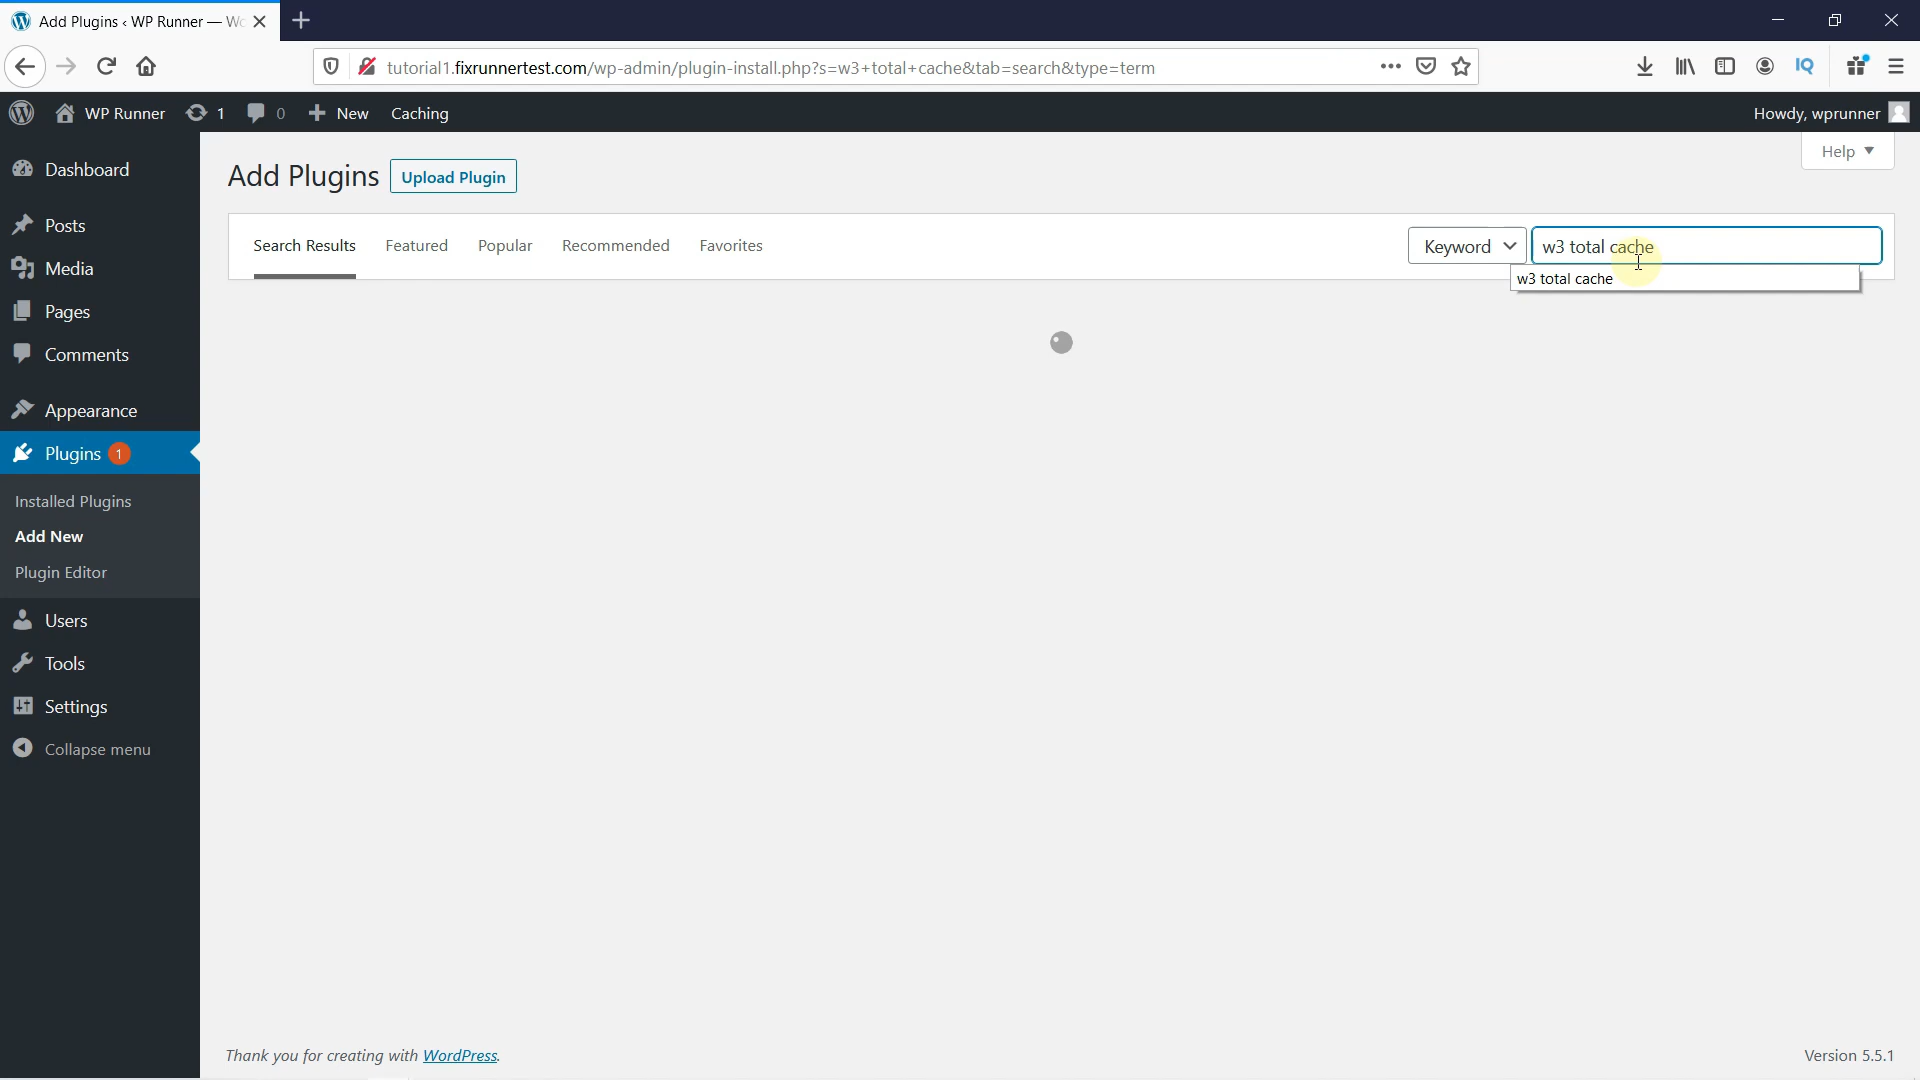 Add Plugins ‹ WP Runner — Wo
tutorial1.fixrunnertest.com/wp-admin/plugin-install.php?s=w3+total+cache&tab=search&type=term
IQ
WP Runner 1 0 New Caching Howdy, wprunner
Help
Dashboard
Posts
Media
Pages
Comments
Appearance
Plugins 1
Installed Plugins
Add New
Plugin Editor
Users
Tools
Settings
Collapse menu
Add Plugins Upload Plugin
Search Results Featured Popular Recommended Favorites Keyword w3 total cache
w3 total cache
Thank you for creating with WordPress. Version 5.5.1